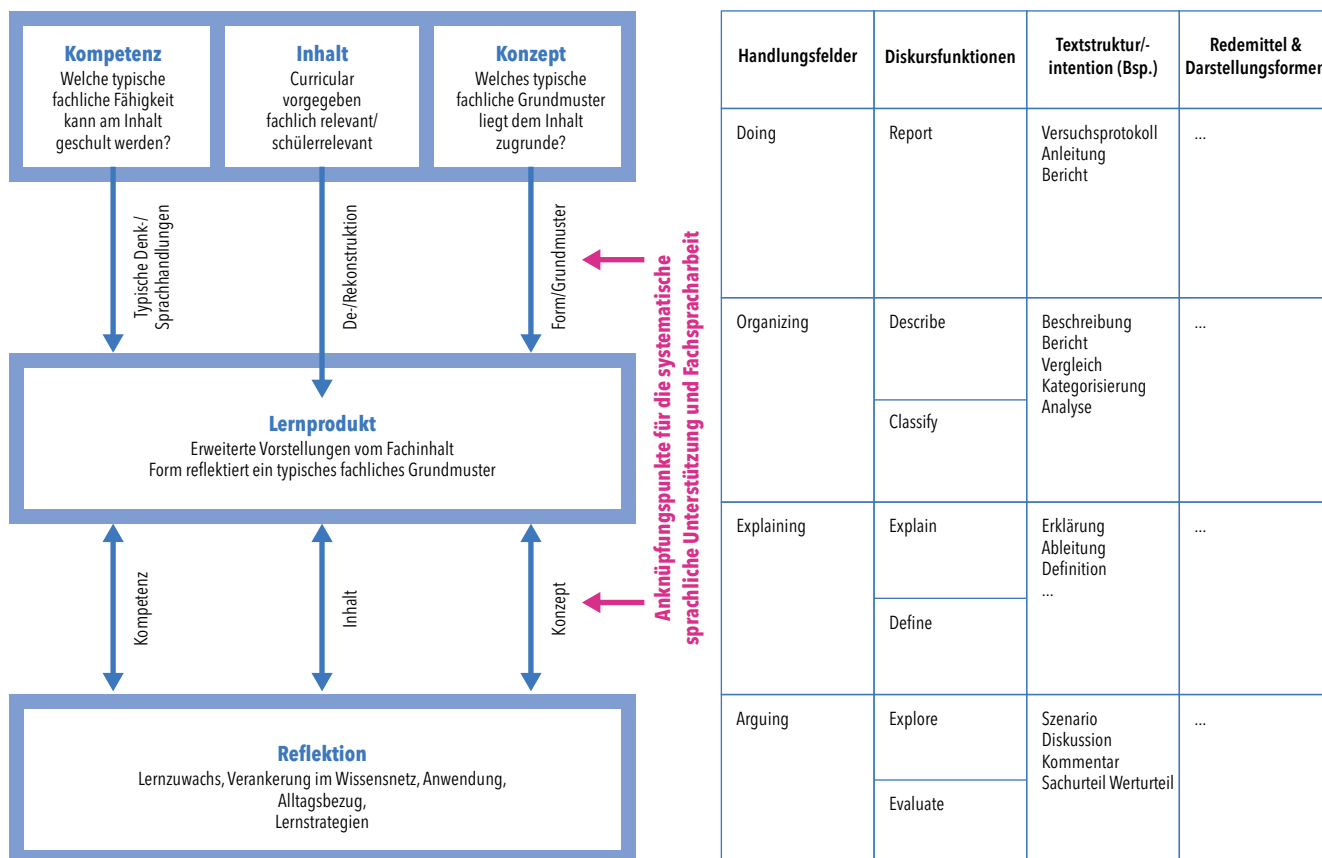 Kompetenz
Welche typische
fachliche Fähigkeit
kann am Inhalt
geschult werden?
Inhalt
Curricular
vorgegeben
fachlich relevant/
schülerrelevant
Konzept
Welches typische
fachliche Grundmuster
liegt dem Inhalt
zugrunde?
Typische Denk-/
Sprachhandlungen
De-/Rekonstruktion
Form/Grundmuster
Lernprodukt
Erweiterte Vorstellungen vom Fachinhalt
Form reflektiert ein typisches fachliches Grundmuster
Kompetenz
Inhalt
Konzept
Reflektion
Lernzuwachs, Verankerung im Wissensnetz, Anwendung,
Alltagsbezug,
Lernstrategien
Anknüpfungspunkte für die systematische
sprachliche Unterstützung und Fachspracharbeit
Handlungsfelder
Diskursfunktionen
Textstruktur/-
intention (Bsp.)
Redemittel &
Darstellungsformen
Doing
Report
Versuchsprotokoll
Anleitung
Bericht
...
Organizing
Describe
Classify
Beschreibung
Bericht
Vergleich
Kategorisierung
Analyse
...
Explaining
Explain
Define
Erklärung
Ableitung
Definition
...
...
Arguing
Explore
Evaluate
Szenario
Diskussion
Kommentar
Sachurteil Werturteil
...